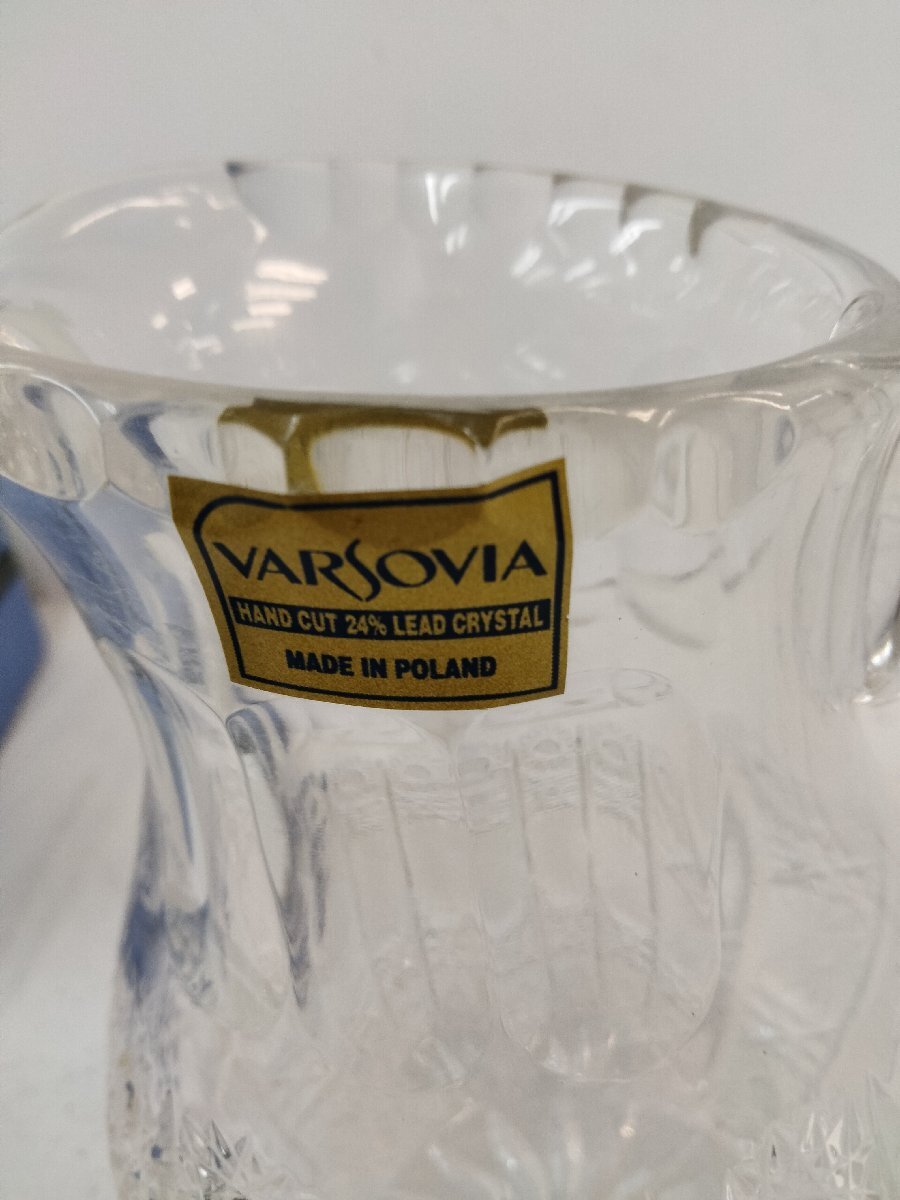 VARSOVIA
HAND CUT 24% LEAD CRYSTAL
MADE IN POLAND